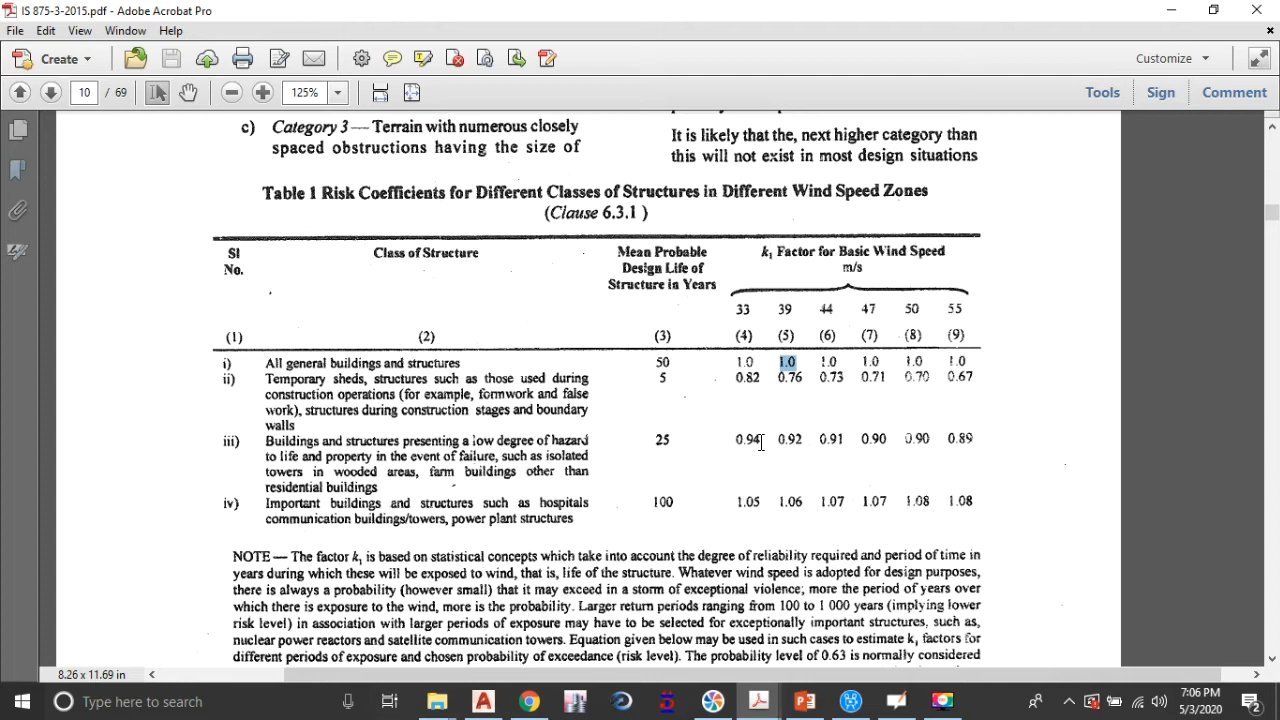 IS 875-3-2015.pdf - Adobe Acrobat Pro
File Edit View Window Help
Create
Customize
10 / 69
125%
Tools Sign Comment
c) Category 3 — Terrain with numerous closely
spaced obstructions having the size of
It is likely that the, next higher category than
this will not exist in most design situations
Table 1 Risk Coefficients for Different Classes of Structures in Different Wind Speed Zones
(Clause 6.3.1 )
Sl No.
Class of Structure
Mean Probable
Design Life of
Structure in Years
k1 Factor for Basic Wind Speed
m/s
33 39 44 47 50 55
(1) (2) (3) (4) (5) (6) (7) (8) (9)
i) All general buildings and structures 50 1.0 1.0 1.0 1.0 1.0 1.0
ii) Temporary sheds, structures such as those used during 5 0.82 0.76 0.73 0.71 0.70 0.67
construction operations (for example, formwork and false
work), structures during construction stages and boundary
walls
iii) Buildings and structures presenting a low degree of hazard 25 0.94 0.92 0.91 0.90 0.90 0.89
to life and property in the event of failure, such as isolated
towers in wooded areas, farm buildings other than
residential buildings
iv) Important buildings and structures such as hospitals 100 1.05 1.06 1.07 1.07 1.08 1.08
communication buildings/towers, power plant structures
NOTE — The factor k1 is based on statistical concepts which take into account the degree of reliability required and period of time in
years during which these will be exposed to wind, that is, life of the structure. Whatever wind speed is adopted for design purposes,
there is always a probability (however small) that it may exceed in a storm of exceptional violence; more the period of years over
which there is exposure to the wind, more is the probability. Larger return periods ranging from 100 to 1 000 years (implying lower
risk level) in association with larger periods of exposure may have to be selected for exceptionally important structures, such as,
nuclear power reactors and satellite communication towers. Equation given below may be used in such cases to estimate k1 factors for
different periods of exposure and chosen probability of exceedance (risk level). The probability level of 0.63 is normally considered
8.26 x 11.69 in
Type here to search
7:06 PM
5/3/2020
2